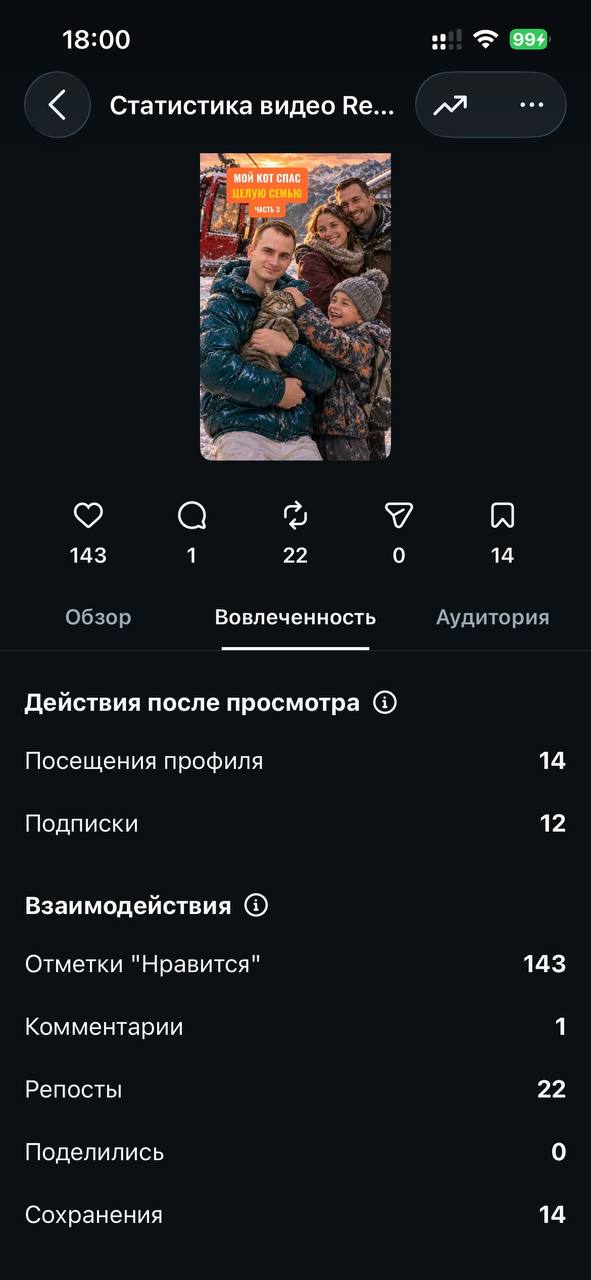 18:00
99
Статистика видео Re...
МОЙ КОТ СПАС
ЦЕЛУЮ СЕМЬЮ
ЧАСТЬ 3
143
1
22
0
14
Обзор
Вовлеченность
Аудитория
Действия после просмотра
Посещения профиля 14
Подписки 12
Взаимодействия
Отметки "Нравится" 143
Комментарии 1
Репосты 22
Поделились 0
Сохранения 14